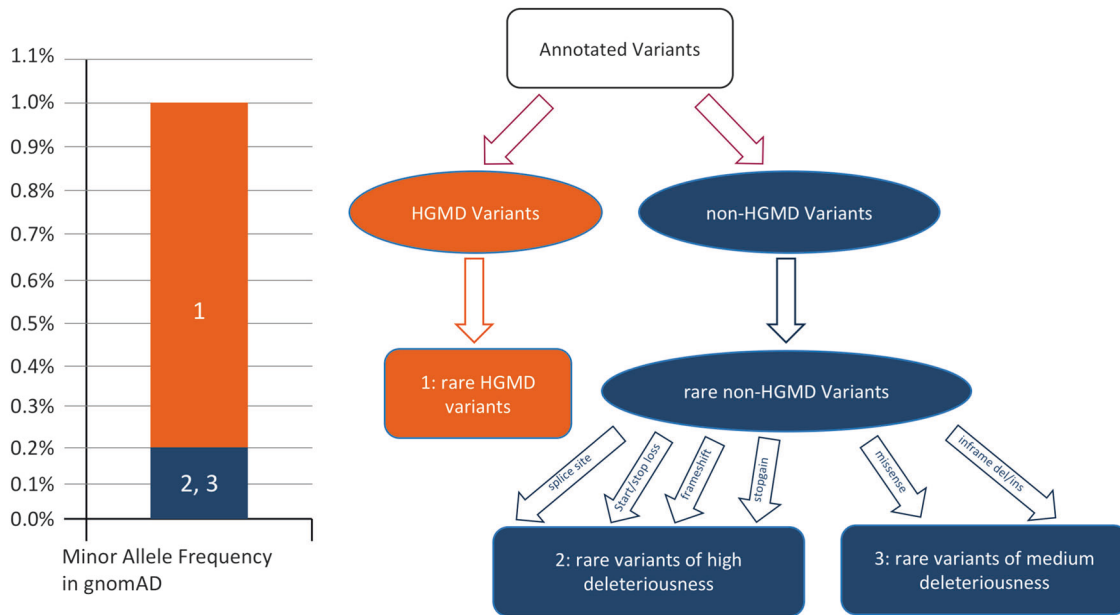 1.1%
1.0%
0.9%
0.8%
0.7%
0.6%
0.5%
0.4%
0.3%
0.2%
0.1%
0.0%
1
2, 3
Minor Allele Frequency
in gnomAD
Annotated Variants
HGMD Variants
non-HGMD Variants
1: rare HGMD
variants
rare non-HGMD Variants
splice site
Start/stop loss
frameshift
stopgain
missense
inframe del/ins
2: rare variants of high
deleteriousness
3: rare variants of medium
deleteriousness